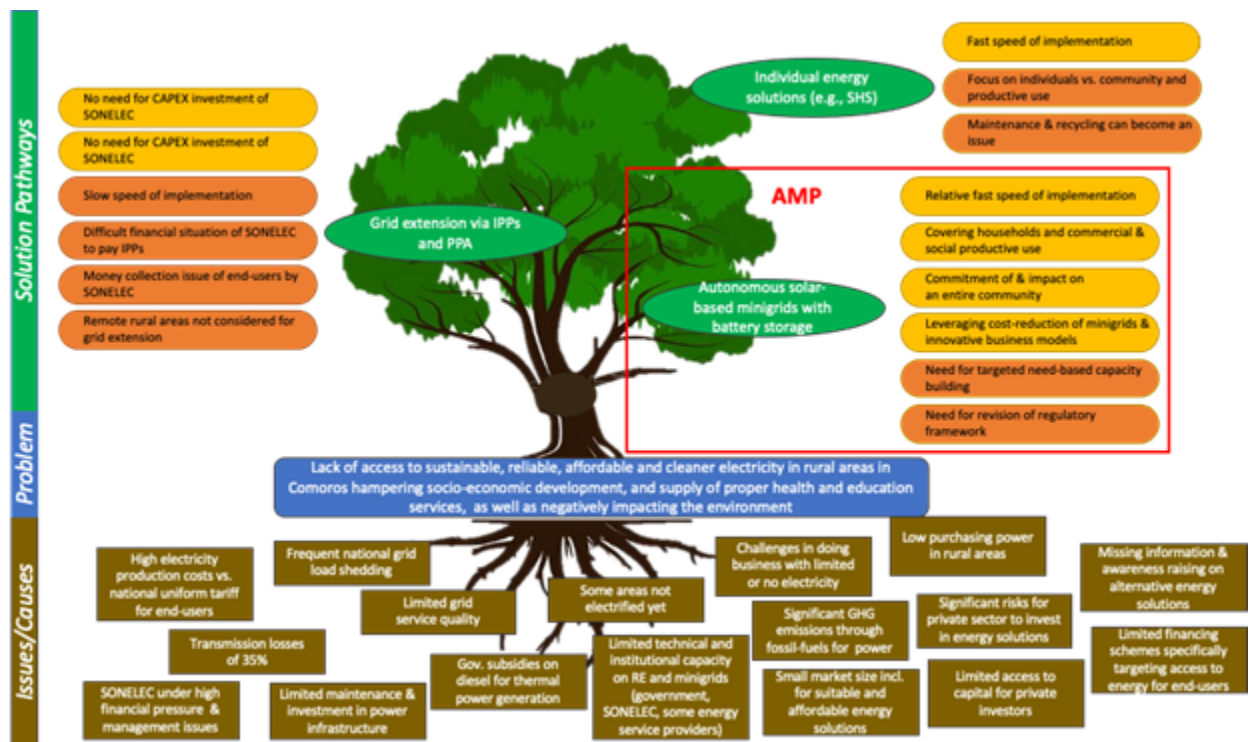 Solution Pathways
No need for CAPEX investment of
SONELEC
No need for CAPEX investment of
SONELEC
Slow speed of implementation
Difficult financial situation of SONELEC
to pay IPPs
Money collection issue of end-users by
SONELEC
Remote rural areas not considered for
grid extension
Grid extension via IPPs
and PPA
Individual energy
solutions (e.g., SHS)
Fast speed of implementation
Focus on individuals vs. community and
productive use
Maintenance & recycling can become an
issue
AMP
Autonomous solar-
based minigrids with
battery storage
Relative fast speed of implementation
Covering households and commercial &
social productive use
Commitment of & impact on
an entire community
Leveraging cost-reduction of minigrids &
innovative business models
Need for targeted need-based capacity
building
Need for revision of regulatory
framework
Problem
Lack of access to sustainable, reliable, affordable and cleaner electricity in rural areas in
Comoros hampering socio-economic development, and supply of proper health and education
services, as well as negatively impacting the environment
Issues/Causes
High electricity
production costs vs.
national uniform tariff
for end-users
Frequent national grid
load shedding
Limited grid
service quality
Some areas not
electrified yet
Challenges in doing
business with limited
or no electricity
Low purchasing power
in rural areas
Missing information &
awareness raising on
alternative energy
solutions
Transmission losses
of 35%
Gov. subsidies on
diesel for thermal
power generation
Limited technical and
institutional capacity
on RE and minigrids
(government,
SONELEC, some energy
service providers)
Significant GHG
emissions through
fossil-fuels for power
Significant risks for
private sector to invest
in energy solutions
Limited financing
schemes specifically
targeting access to
energy for end-users
SONELEC under high
financial pressure &
management issues
Limited maintenance &
investment in power
infrastructure
Small market size incl.
for suitable and
affordable energy
solutions
Limited access to
capital for private
investors